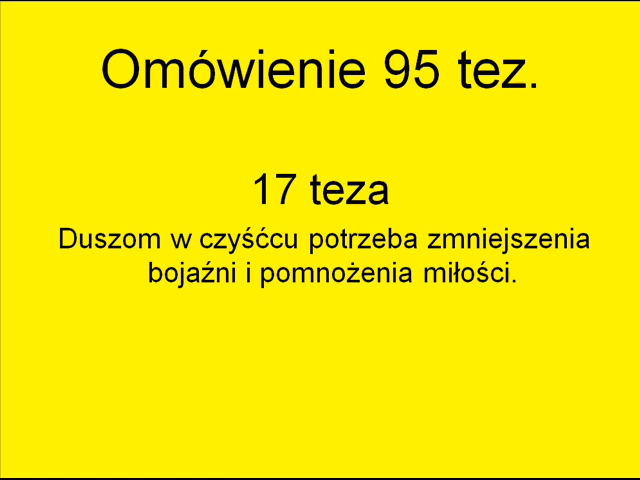 Omówienie 95 tez.
17 teza
Duszom w czyśćcu potrzeba zmniejszenia
bojaźni i pomnożenia miłości.